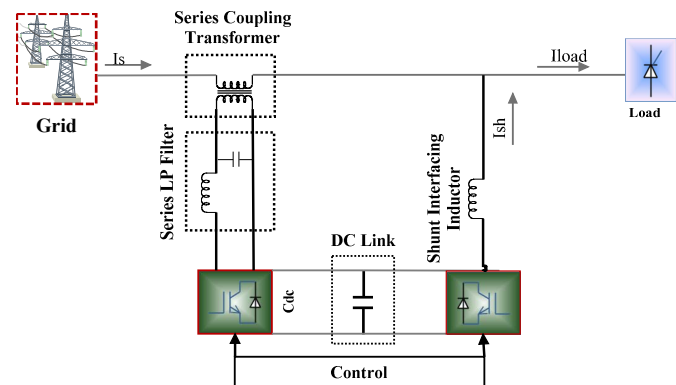 Series Coupling
Transformer
Is
Iload
Grid
Load
Ish
Series LP Filter
Shunt Interfacing
Inductor
DC Link
Cdc
Control